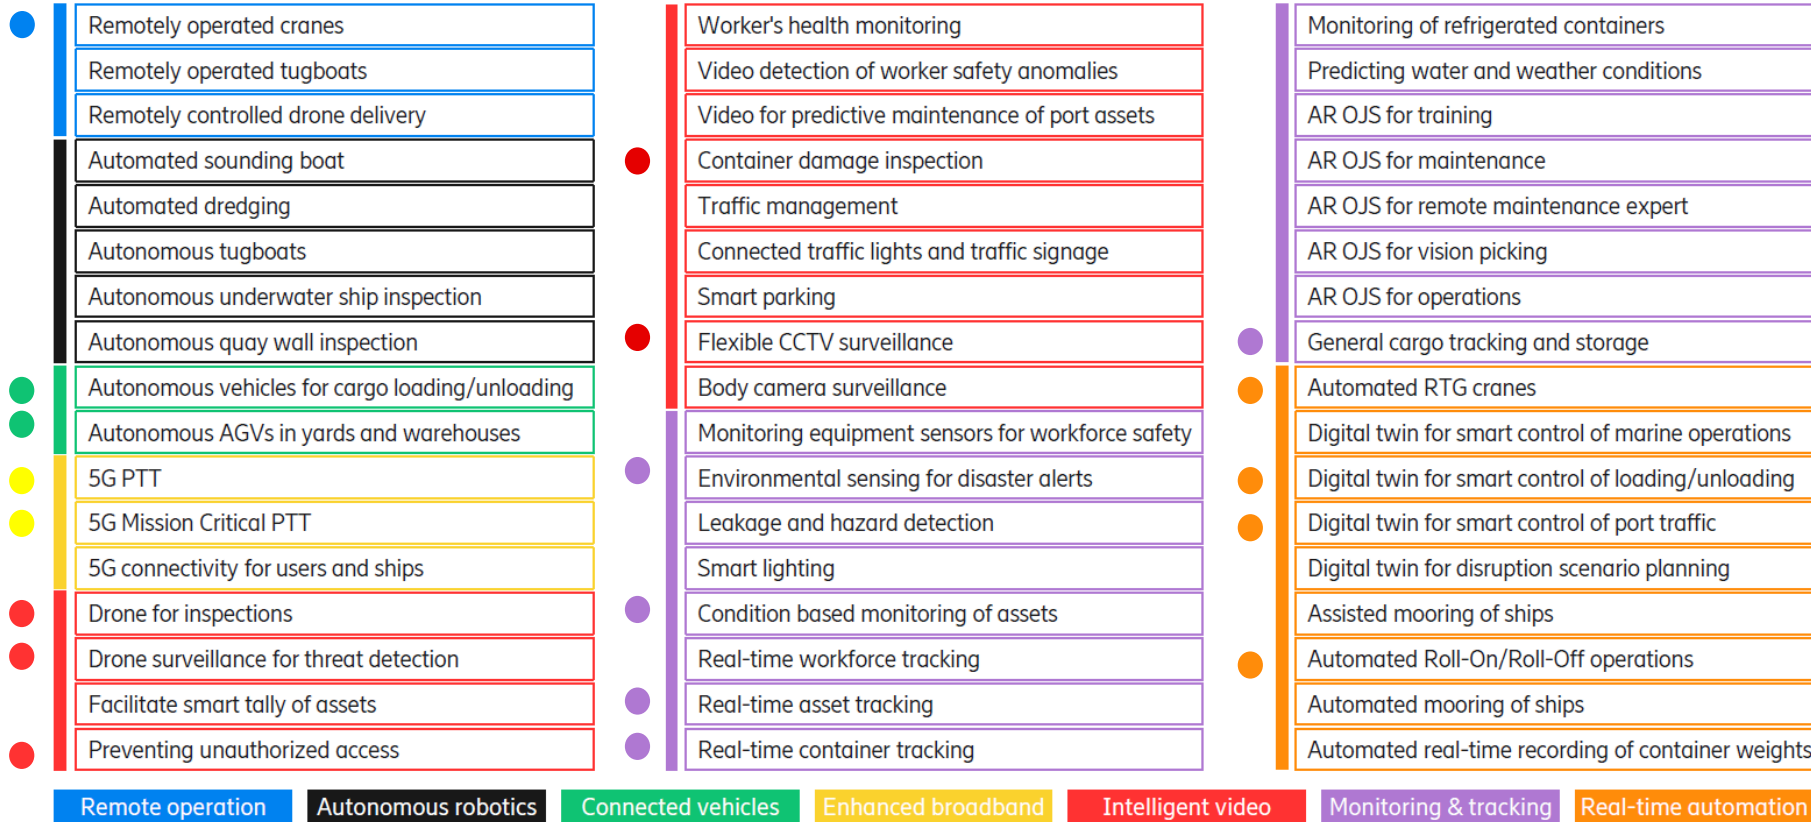 Remotely operated cranes
Remotely operated tugboats
Remotely controlled drone delivery
Automated sounding boat
Automated dredging
Autonomous tugboats
Autonomous underwater ship inspection
Autonomous quay wall inspection
Autonomous vehicles for cargo loading/unloading
Autonomous AGVs in yards and warehouses
5G PTT
5G Mission Critical PTT
5G connectivity for users and ships
Drone for inspections
Drone surveillance for threat detection
Facilitate smart tally of assets
Preventing unauthorized access
Worker's health monitoring
Video detection of worker safety anomalies
Video for predictive maintenance of port assets
Container damage inspection
Traffic management
Connected traffic lights and traffic signage
Smart parking
Flexible CCTV surveillance
Body camera surveillance
Monitoring equipment sensors for workforce safety
Environmental sensing for disaster alerts
Leakage and hazard detection
Smart lighting
Condition based monitoring of assets
Real-time workforce tracking
Real-time asset tracking
Real-time container tracking
Monitoring of refrigerated containers
Predicting water and weather conditions
AR OJS for training
AR OJS for maintenance
AR OJS for remote maintenance expert
AR OJS for vision picking
AR OJS for operations
General cargo tracking and storage
Automated RTG cranes
Digital twin for smart control of marine operations
Digital twin for smart control of loading/unloading
Digital twin for smart control of port traffic
Digital twin for disruption scenario planning
Assisted mooring of ships
Automated Roll-On/Roll-Off operations
Automated mooring of ships
Automated real-time recording of container weights
Remote operation
Autonomous robotics
Connected vehicles
Enhanced broadband
Intelligent video
Monitoring & tracking
Real-time automation